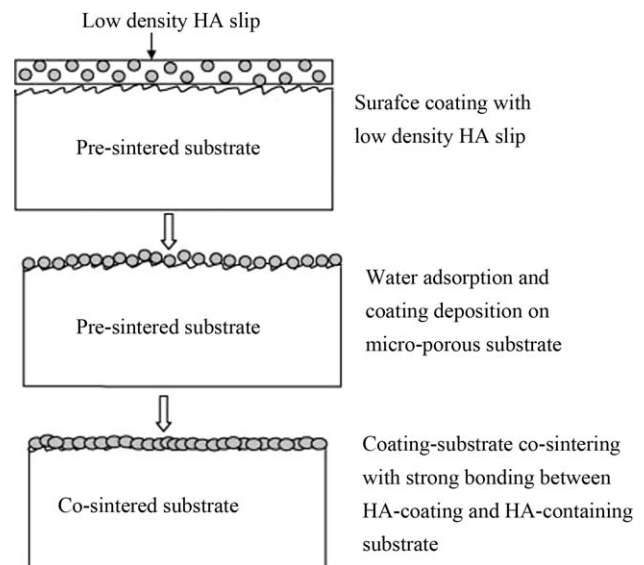 Low density HA slip
Surafce coating with
low density HA slip
Pre-sintered substrate
Water adsorption and
coating deposition on
micro-porous substrate
Pre-sintered substrate
Coating-substrate co-sintering
with strong bonding between
HA-coating and HA-containing
substrate
Co-sintered substrate